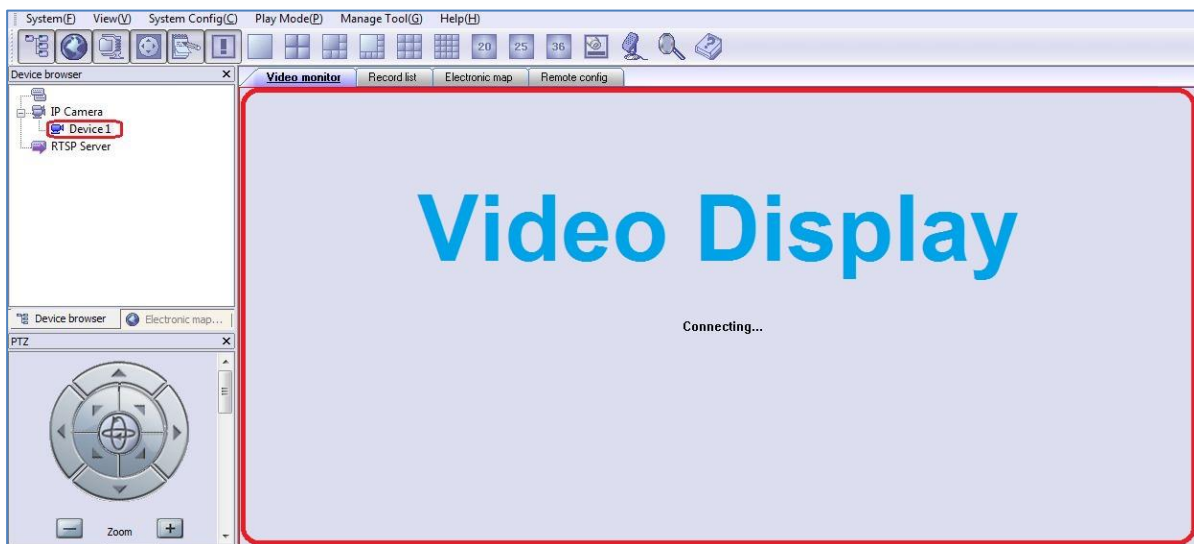 System(F) View(V) System Config(C) Play Mode(P) Manage Tool(G) Help(H)
20 25 36
Device browser
Video monitor Record list Electronic map Remote config
IP Camera
Device 1
RTSP Server
Video Display
Connecting...
Device browser Electronic map...
PTZ
Zoom